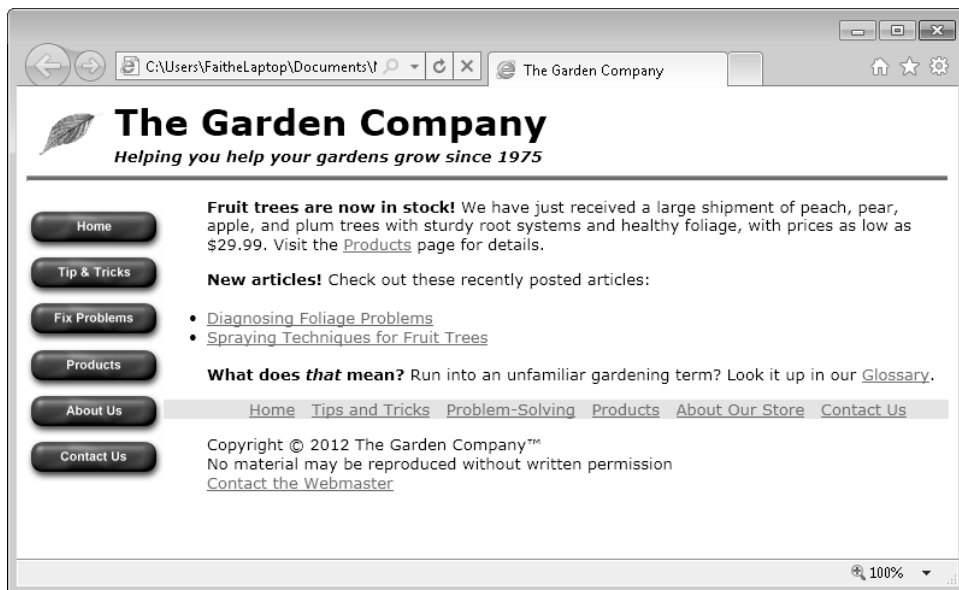 C:\Users\FaitheLaptop\Documents\
The Garden Company
The Garden Company
Helping you help your gardens grow since 1975
Home
Tip & Tricks
Fix Problems
Products
About Us
Contact Us
Fruit trees are now in stock! We have just received a large shipment of peach, pear,
apple, and plum trees with sturdy root systems and healthy foliage, with prices as low as
$29.99. Visit the Products page for details.
New articles! Check out these recently posted articles:
• Diagnosing Foliage Problems
• Spraying Techniques for Fruit Trees
What does that mean? Run into an unfamiliar gardening term? Look it up in our Glossary.
Home Tips and Tricks Problem-Solving Products About Our Store Contact Us
Copyright © 2012 The Garden Company™
No material may be reproduced without written permission
Contact the Webmaster
100%